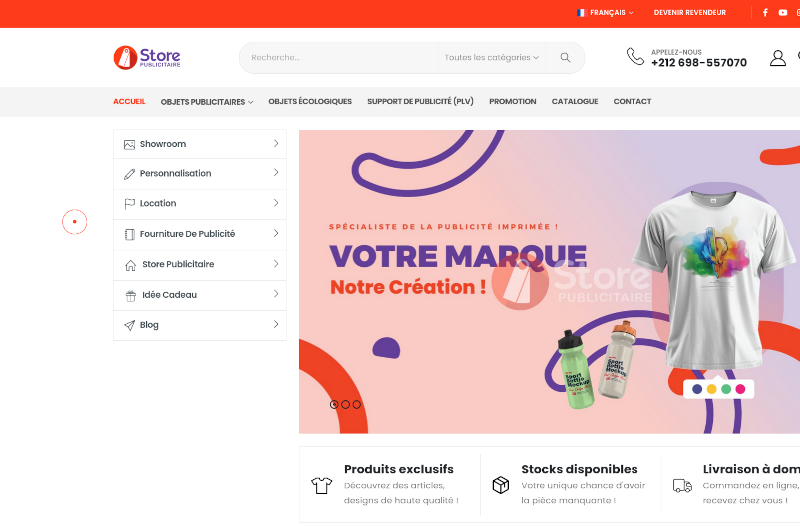 FRANÇAIS
DEVENIR REVENDEUR
Store
PUBLICITAIRE
Recherche...
Toutes les catégories
APPELEZ-NOUS
+212 698-557070
ACCUEIL
OBJETS PUBLICITAIRES
OBJETS ÉCOLOGIQUES
SUPPORT DE PUBLICITÉ (PLV)
PROMOTION
CATALOGUE
CONTACT
Showroom
Personnalisation
Location
Fourniture De Publicité
Store Publicitaire
Idée Cadeau
Blog
SPÉCIALISTE DE LA PUBLICITÉ IMPRIMÉE !
VOTRE MARQUE
Notre Création !
Store
PUBLICITAIRE
Sport
Bottle
Mockup
Sport
Bottle
Mockup
Produits exclusifs
Découvrez des articles,
designs de haute qualité !
Stocks disponibles
Votre unique chance d'avoir
la pièce manquante !
Livraison à dom
Commandez en ligne,
recevez chez vous !